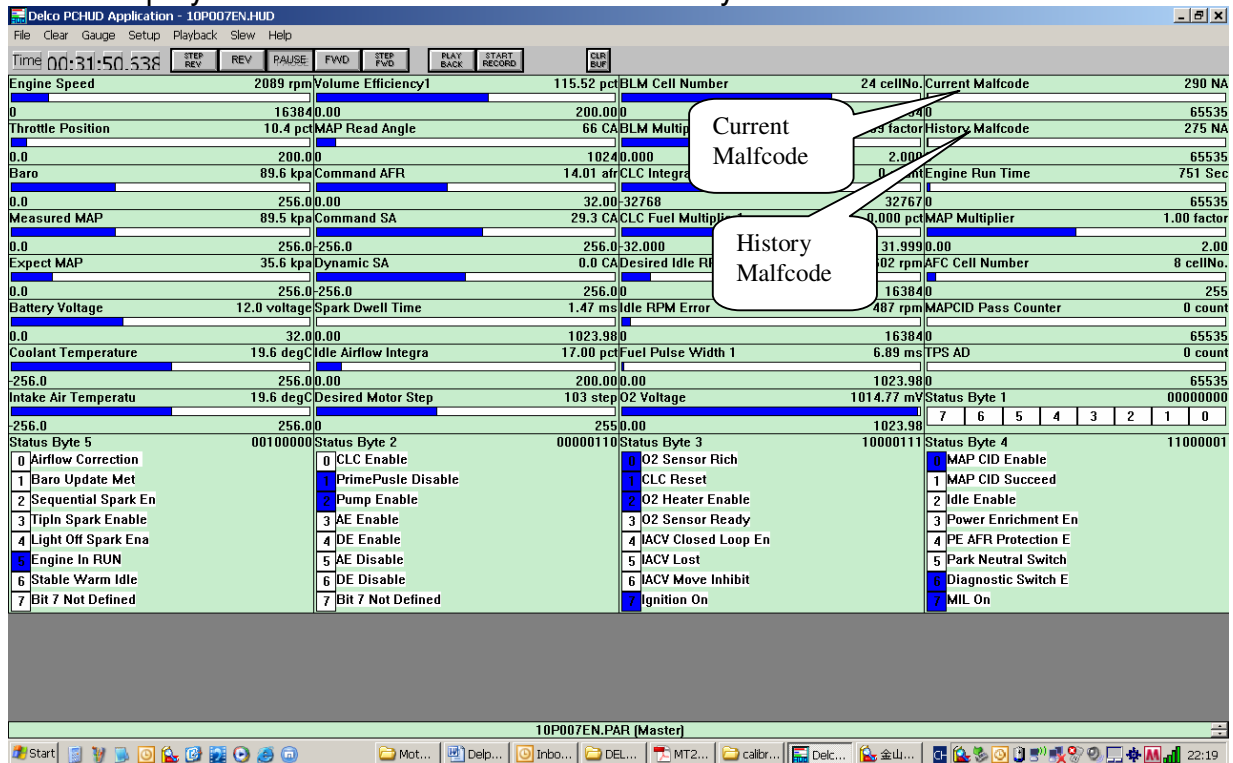 Delco PCHUD Application - 10P007EN.HUD
File Clear Gauge Setup Playback Slew Help
Time 00:31:50.538 STEP REV REV PAUSE FWD STEP FWD PLAY BACK START RECORD CLR BUF
Engine Speed 2089 rpm Volume Efficiency1 115.52 pct BLM Cell Number 24 cellNo. Current Malfcode 290 NA
0 16384 0.00 200.00 0 0 65535
Throttle Position 10.4 pct MAP Read Angle 66 CA BLM factor History Malfcode 275 NA
0.0 200.0 0 1024 0.000 2.000 65535
Baro 89.6 kpa Command AFR 14.01 afr CLC Integra Engine Run Time 751 Sec
0.0 256.0 0.00 32.00 -32768 32767 0 65535
Measured MAP 89.5 kpa Command SA 29.3 CA CLC Fuel 0.000 pct MAP Multiplier 1.00 factor
0.0 256.0 -256.0 256.0 -32.000 31.999 0.00 2.00
Expect MAP 35.6 kpa Dynamic SA 0.0 CA Desired Idle rpm AFC Cell Number 8 cellNo.
0.0 256.0 -256.0 256.0 0 16384 0 255
Battery Voltage 12.0 voltage Spark Dwell Time 1.47 ms Idle RPM Error 487 rpm MAPCID Pass Counter 0 count
0.0 32.0 0.00 1023.98 0 16384 0 65535
Coolant Temperature 19.6 degC Idle Airflow Integra 17.00 pct Fuel Pulse Width 1 6.89 ms TPS AD 0 count
-256.0 256.0 0.00 200.00 0.00 1023.98 0 65535
Intake Air Temperatu 19.6 degC Desired Motor Step 103 step O2 Voltage 1014.77 mV Status Byte 1 00000000
-256.0 256.0 0 255 0.00 1023.98 7 6 5 4 3 2 1 0
Current
Malfcode
History
Malfcode
Status Byte 5 00100000 Status Byte 2 00000110 Status Byte 3 10000111 Status Byte 4 11000001
0 Airflow Correction 0 CLC Enable 0 O2 Sensor Rich 0 MAP CID Enable
1 Baro Update Met 1 PrimePusle Disable 1 CLC Reset 1 MAP CID Succeed
2 Sequential Spark En 2 Pump Enable 2 O2 Heater Enable 2 Idle Enable
3 TipIn Spark Enable 3 AE Enable 3 O2 Sensor Ready 3 Power Enrichment En
4 Light Off Spark Ena 4 DE Enable 4 IACV Closed Loop En 4 PE AFR Protection E
5 Engine In RUN 5 AE Disable 5 IACV Lost 5 Park Neutral Switch
6 Stable Warm Idle 6 DE Disable 6 IACV Move Inhibit 6 Diagnostic Switch E
7 Bit 7 Not Defined 7 Bit 7 Not Defined 7 Ignition On 7 MIL On
10P007EN.PAR (Master)
Start Mot... Delp... Inbo... DEL... MT2... calibr... Delc... 金山... CH 22:19